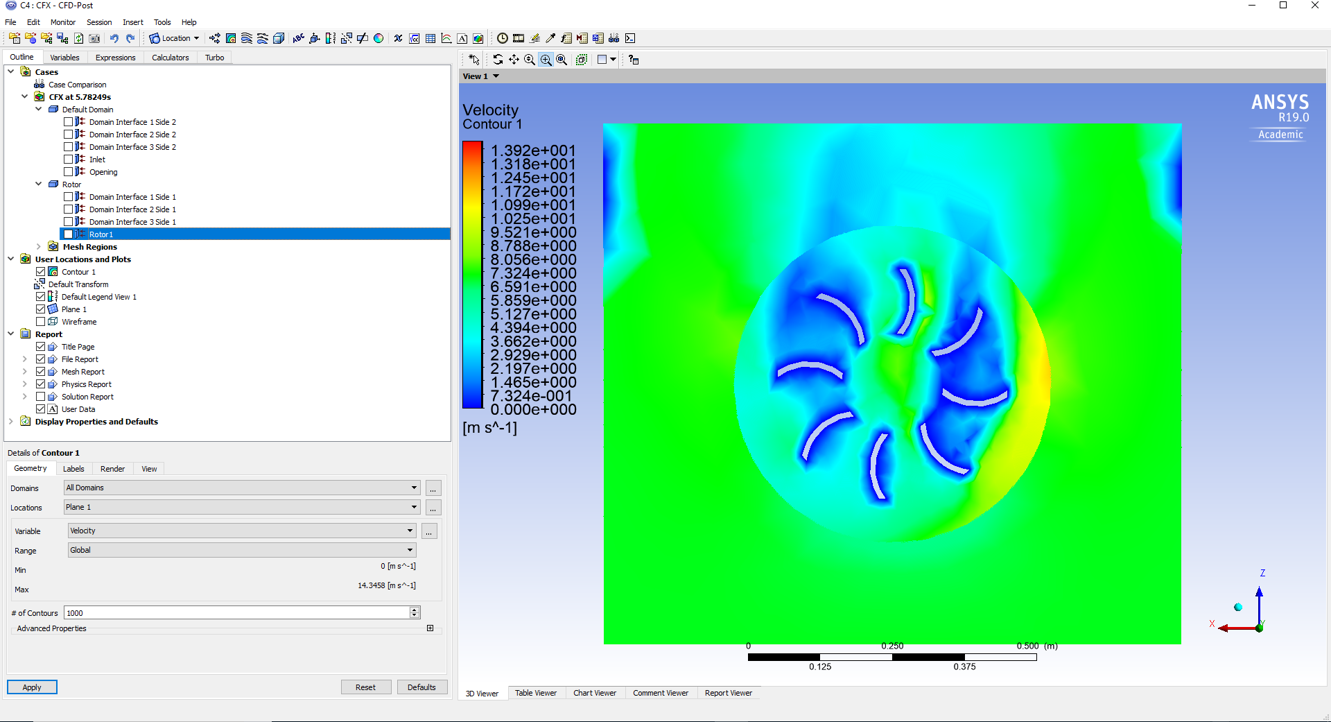 C4 : CFX - CFD-Post
File Edit Monitor Session Insert Tools Help
Location
Outline Variables Expressions Calculators Turbo
Cases
Case Comparison
CFX at 5.78249s
Default Domain
Domain Interface 1 Side 2
Domain Interface 2 Side 2
Domain Interface 3 Side 2
Inlet
Opening
Rotor
Domain Interface 1 Side 1
Domain Interface 2 Side 1
Domain Interface 3 Side 1
Rotor1
Mesh Regions
User Locations and Plots
Contour 1
Default Transform
Default Legend View 1
Plane 1
Wireframe
Report
Title Page
File Report
Mesh Report
Physics Report
Solution Report
User Data
Display Properties and Defaults
Details of Contour 1
Geometry Labels Render View
Domains All Domains ...
Locations Plane 1 ...
Variable Velocity ...
Range Global
Min 0 [m s^-1]
Max 14.3458 [m s^-1]
# of Contours 1000
Advanced Properties
Apply Reset Defaults
View 1
Velocity
Contour 1
1.392e+001
1.318e+001
1.245e+001
1.172e+001
1.099e+001
1.025e+001
9.521e+000
8.788e+000
8.056e+000
7.324e+000
6.591e+000
5.859e+000
5.127e+000
4.394e+000
3.662e+000
2.929e+000
2.197e+000
1.465e+000
7.324e-001
0.000e+000
[m s^-1]
ANSYS
R19.0
Academic
Z
X
Y
0 0.250 0.500 (m)
0.125 0.375
3D Viewer Table Viewer Chart Viewer Comment Viewer Report Viewer